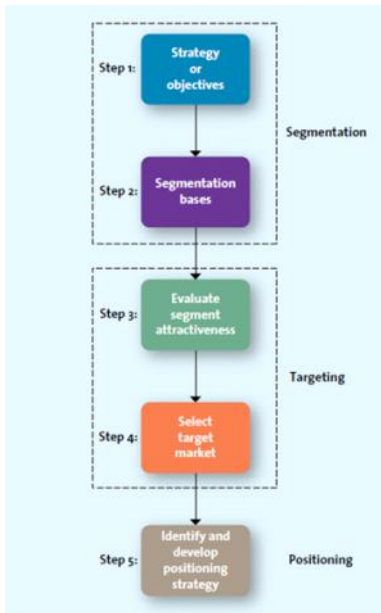 Step 1:
Strategy
or
objectives
Segmentation
Step 2:
Segmentation
bases
Step 3:
Evaluate
segment
attractiveness
Targeting
Step 4:
Select
target
market
Step 5:
Identify and
develop
positioning
strategy
Positioning